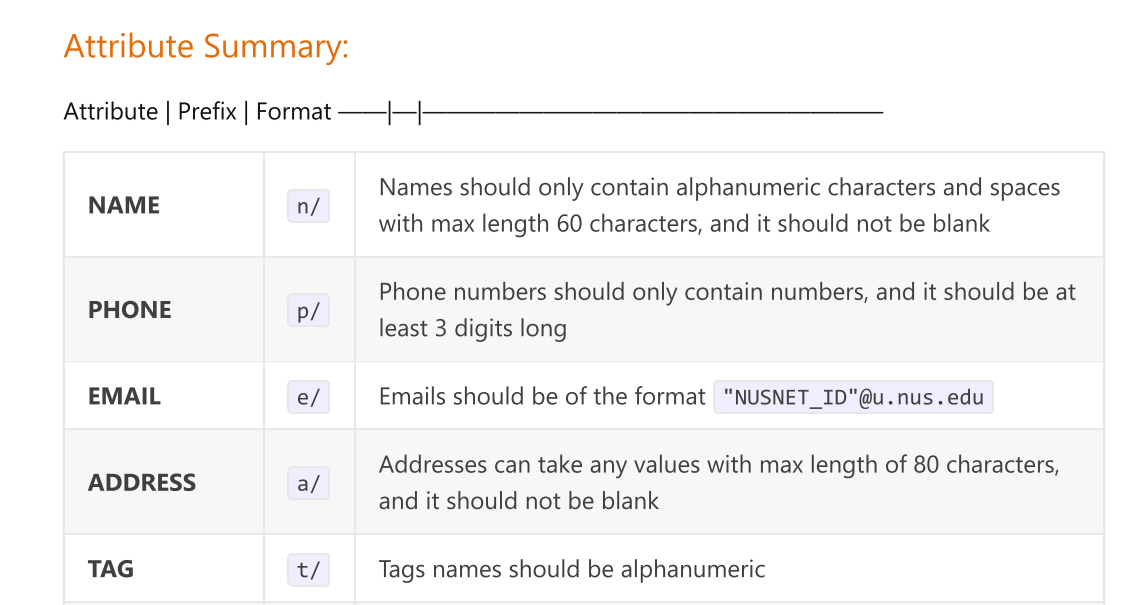 Attribute Summary:
Attribute | Prefix | Format ——|—|———————————————————
NAME
n/
Names should only contain alphanumeric characters and spaces
with max length 60 characters, and it should not be blank
PHONE
p/
Phone numbers should only contain numbers, and it should be at
least 3 digits long
EMAIL
e/
Emails should be of the format "NUSNET_ID"@u.nus.edu
ADDRESS
a/
Addresses can take any values with max length of 80 characters,
and it should not be blank
TAG
t/
Tags names should be alphanumeric